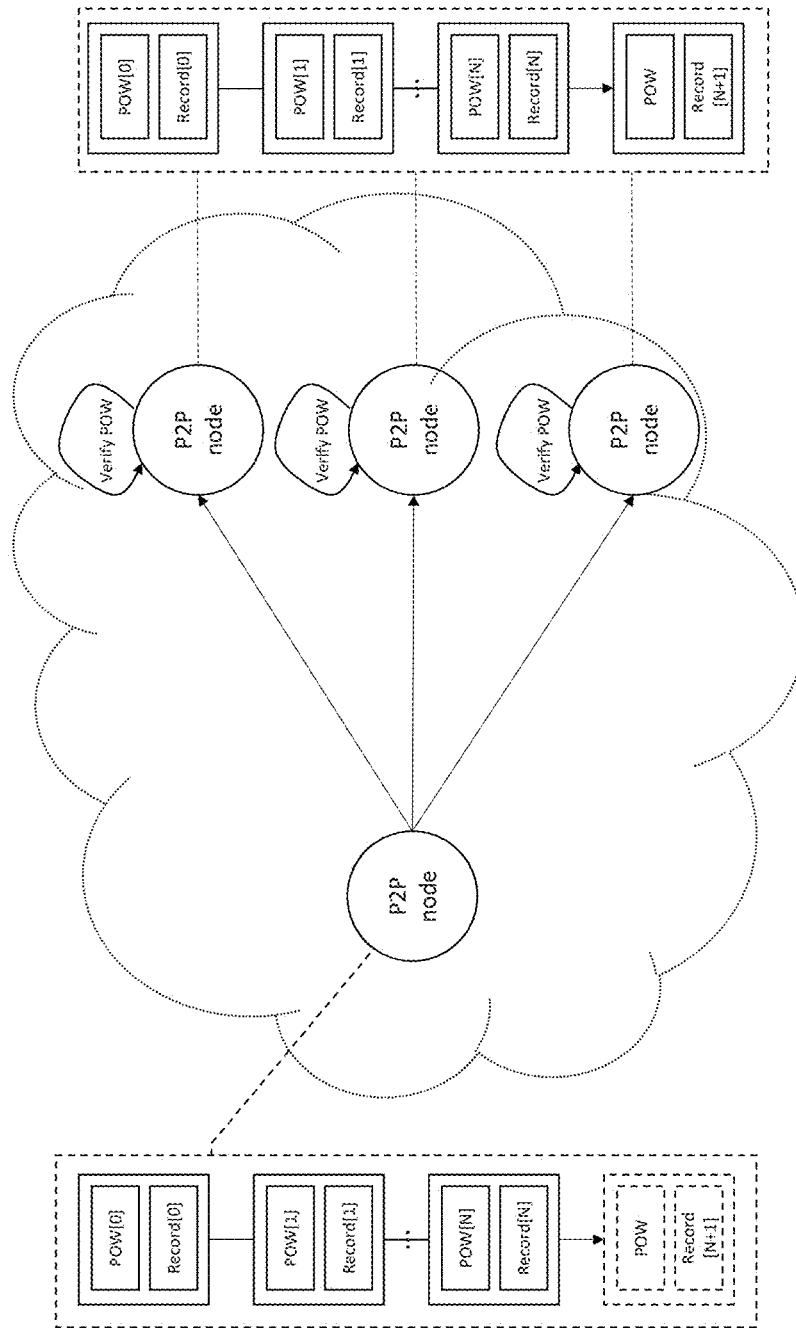 POW[0]
Record[0]
POW[1]
Record[1]
...
POW[N]
Record[N]
POW
Record
[N+1]
P2P
node
P2P
node
Verify POW
P2P
node
Verify POW
P2P
node
Verify POW
POW[0]
Record[0]
POW[1]
Record[1]
...
POW[N]
Record[N]
POW
Record
[N+1]